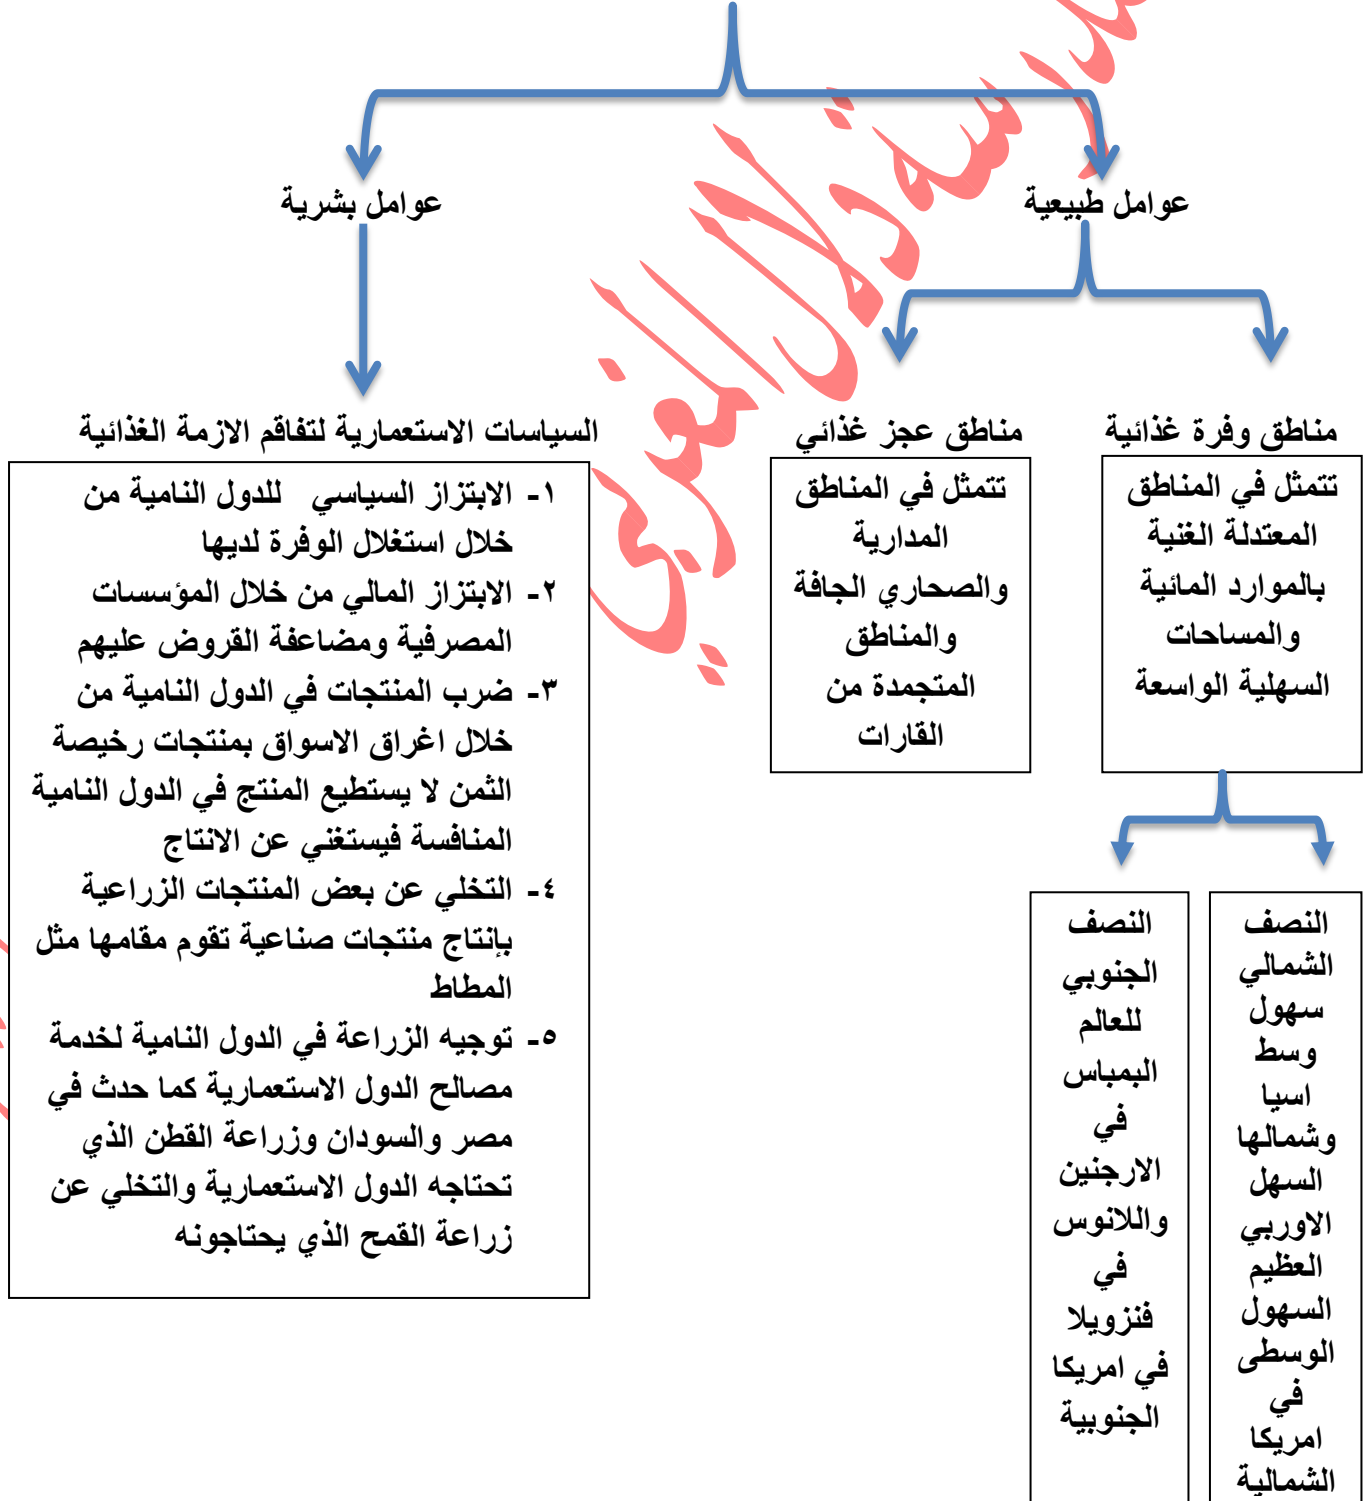 عوامل طبيعية
عوامل بشرية
مناطق وفرة غذائية
تتمثل في المناطق
المعتدلة الغنية
بالموارد المائية
والمساحات
السهلية الواسعة
مناطق عجز غذائي
تتمثل في المناطق
المدارية
والصحاري الجافة
والمناطق
المتجمدة من
القارات
السياسات الاستعمارية لتفاقم الازمة الغذائية
١- الابتزاز السياسي للدول النامية من
خلال استغلال الوفرة لديها
٢- الابتزاز المالي من خلال المؤسسات
المصرفية ومضاعفة القروض عليهم
٣- ضرب المنتجات في الدول النامية من
خلال اغراق الاسواق بمنتجات رخيصة
الثمن لا يستطيع المنتج في الدول النامية
المنافسة فيستغني عن الانتاج
٤- التخلي عن بعض المنتجات الزراعية
بإنتاج منتجات صناعية تقوم مقامها مثل
المطاط
٥- توجيه الزراعة في الدول النامية لخدمة
مصالح الدول الاستعمارية كما حدث في
مصر والسودان وزراعة القطن الذي
تحتاجه الدول الاستعمارية والتخلي عن
زراعة القمح الذي يحتاجونه
النصف
الشمالي
سهول
وسط
اسيا
وشمالها
السهل
الاوربي
العظيم
السهول
الوسطى
في
امريكا
الشمالية
النصف
الجنوبي
للعالم
البمباس
في
الارجنين
واللانوس
في
فنزويلا
في امريكا
الجنوبية